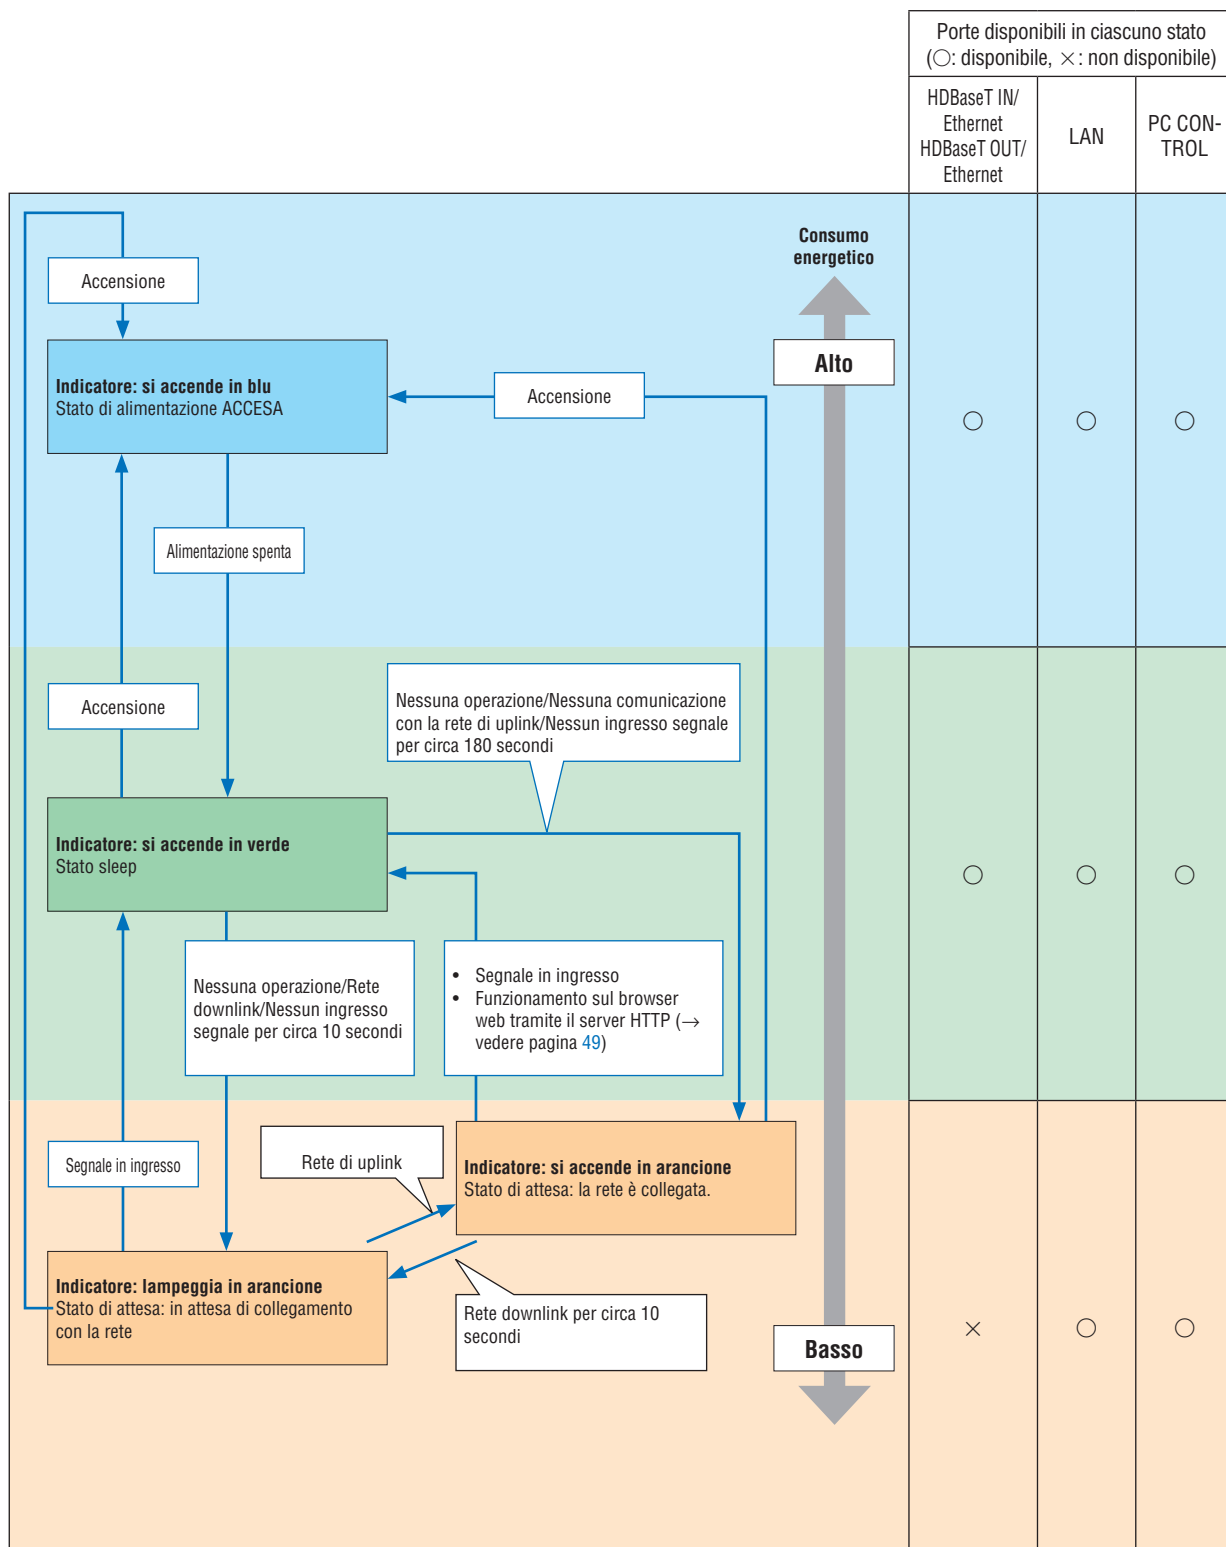 Porte disponibili in ciascuno stato
(○: disponibile, ×: non disponibile)
HDBaseT IN/
Ethernet
HDBaseT OUT/
Ethernet
LAN
PC CON-
TROL
Consumo
energetico
Accensione
Alto
Indicatore: si accende in blu
Stato di alimentazione ACCESA
Accensione
○
○
○
Alimentazione spenta
Accensione
Nessuna operazione/Nessuna comunicazione
con la rete di uplink/Nessun ingresso segnale
per circa 180 secondi
Indicatore: si accende in verde
Stato sleep
○
○
○
Nessuna operazione/Rete
downlink/Nessun ingresso
segnale per circa 10 secondi
• Segnale in ingresso
• Funzionamento sul browser
web tramite il server HTTP (→
vedere pagina 49)
Segnale in ingresso
Rete di uplink
Indicatore: si accende in arancione
Stato di attesa: la rete è collegata.
Indicatore: lampeggia in arancione
Stato di attesa: in attesa di collegamento
con la rete
Rete downlink per circa 10
secondi
Basso
×
○
○